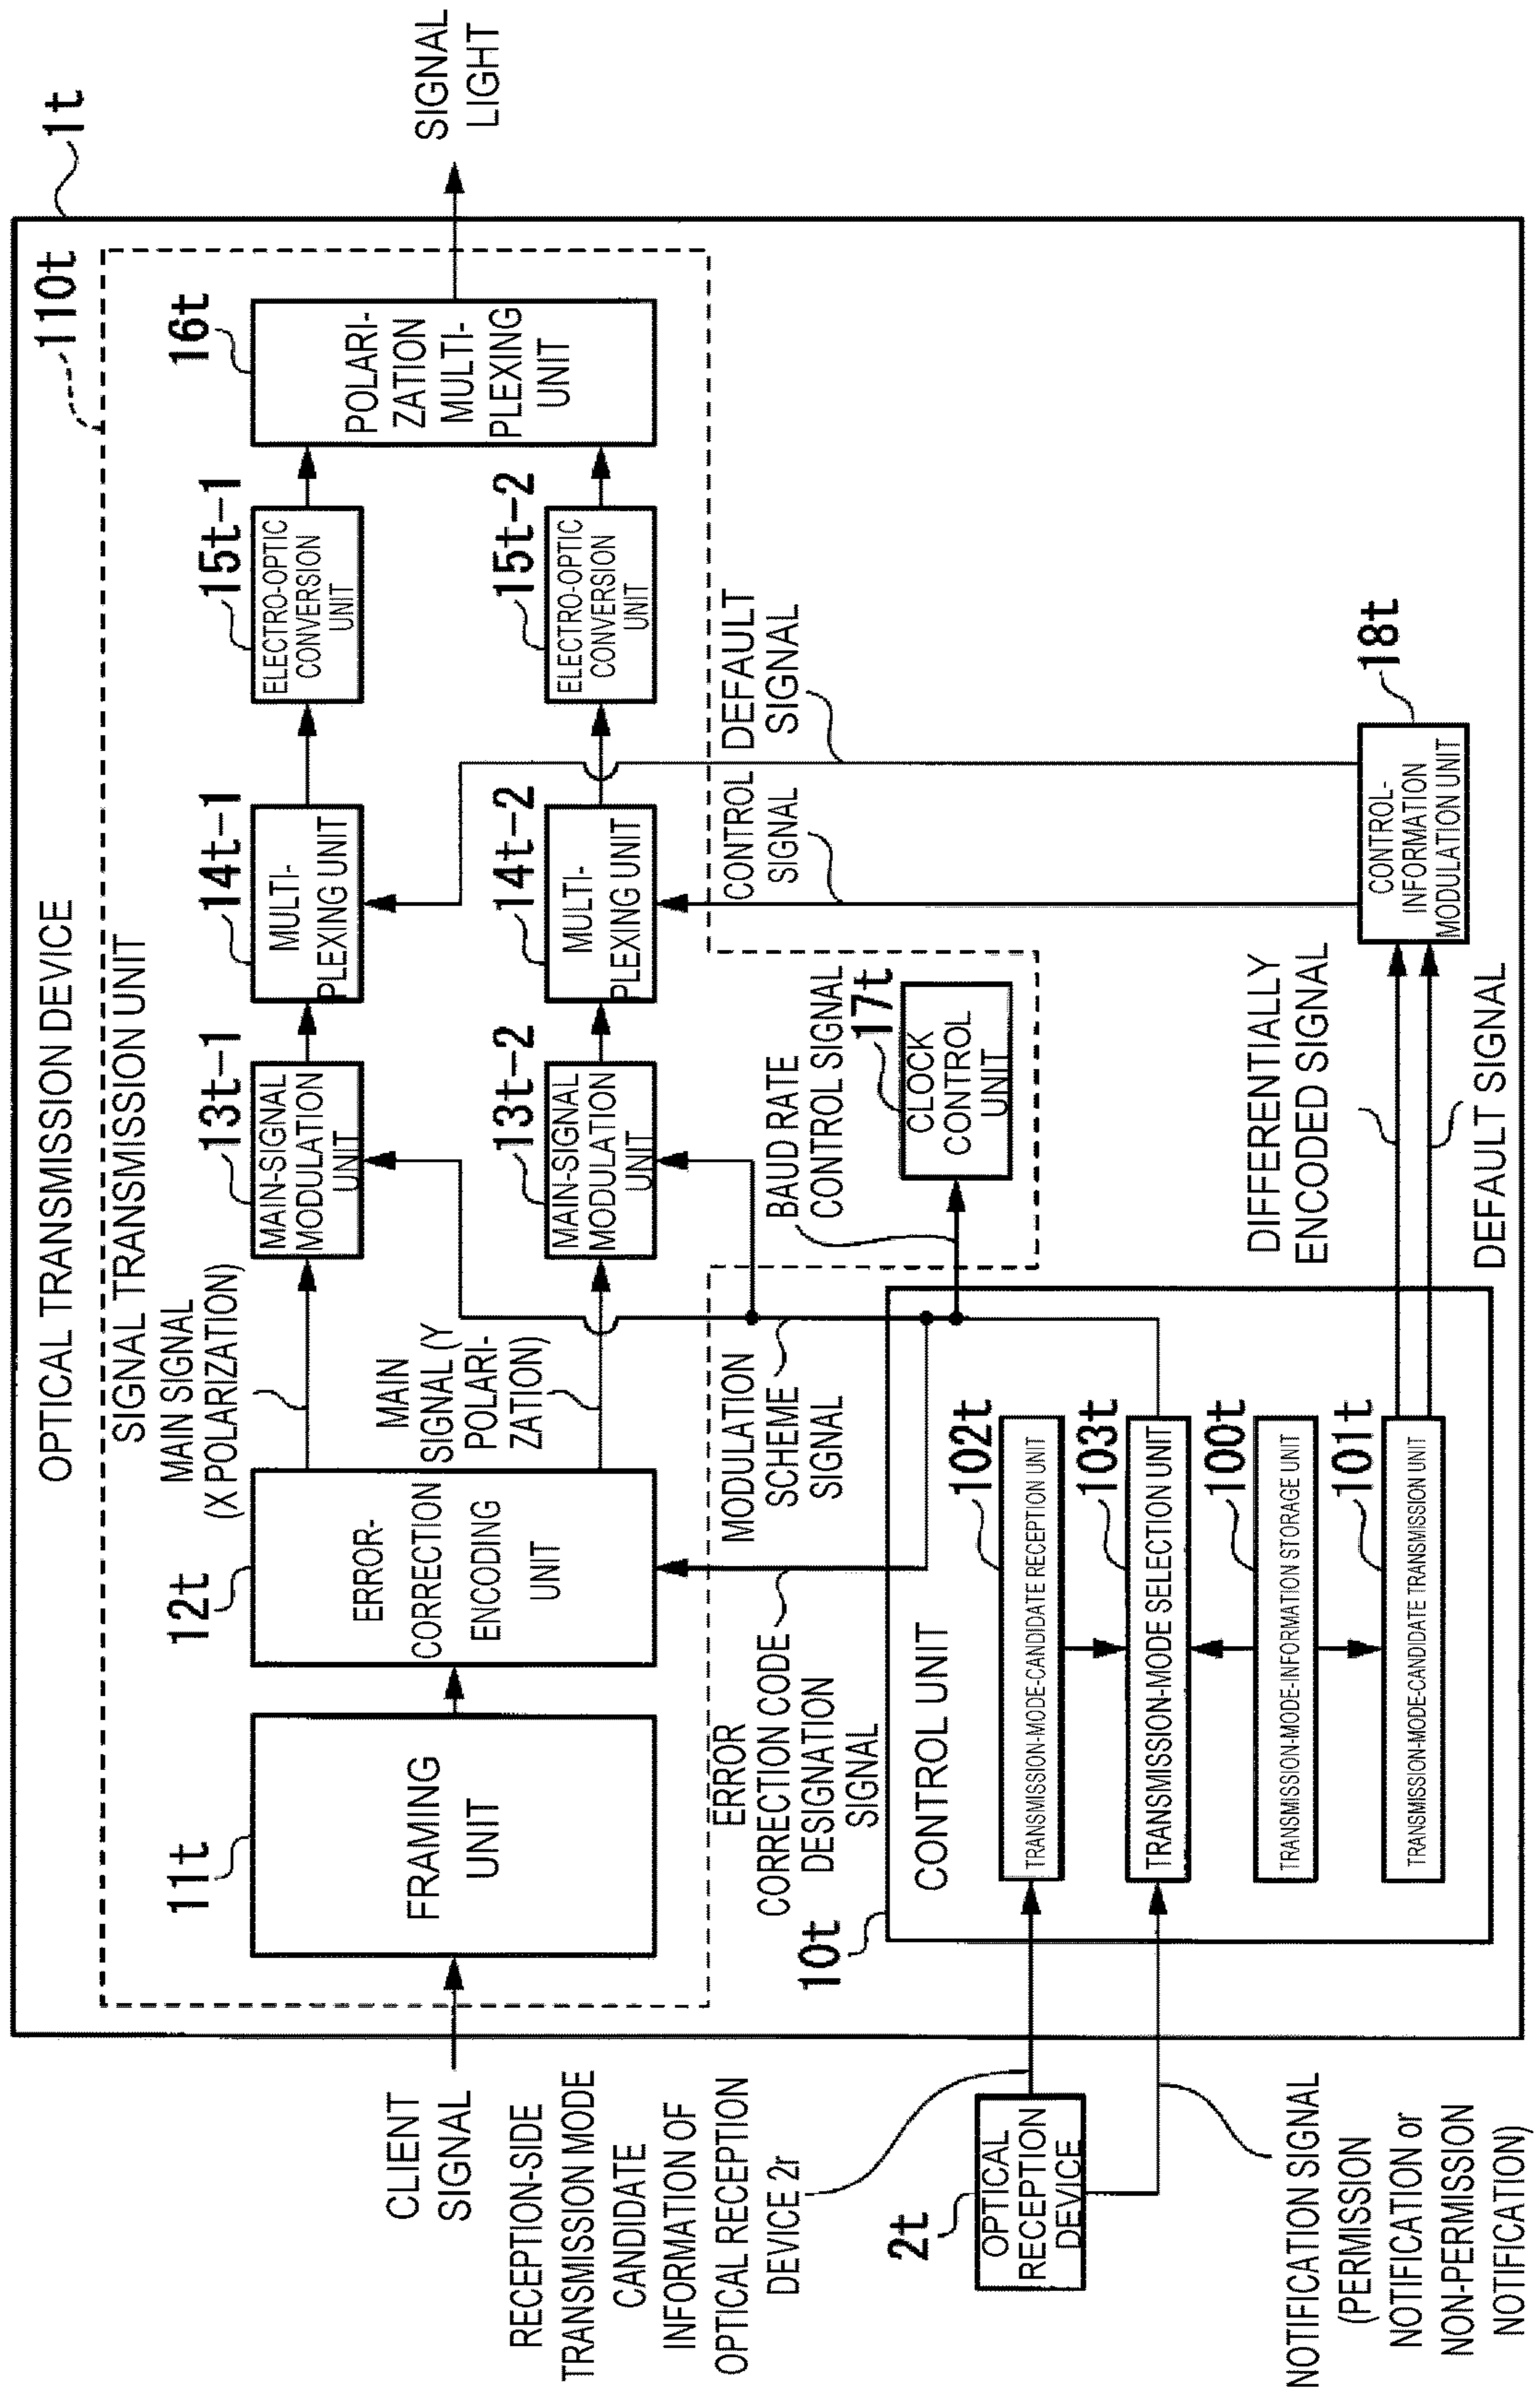 OPTICAL TRANSMISSION DEVICE
1t
SIGNAL TRANSMISSION UNIT
110t
CLIENT
SIGNAL
11t
FRAMING
UNIT
12t
ERROR-
CORRECTION
ENCODING
UNIT
MAIN SIGNAL
(X POLARIZATION)
MAIN
SIGNAL (Y
POLARI-
ZATION)
13t-1
MAIN-SIGNAL
MODULATION
UNIT
13t-2
MAIN-SIGNAL
MODULATION
UNIT
14t-1
MULTI-
PLEXING UNIT
14t-2
MULTI-
PLEXING UNIT
15t-1
ELECTRO-OPTIC
CONVERSION
UNIT
15t-2
ELECTRO-OPTIC
CONVERSION
UNIT
16t
POLARI-
ZATION
MULTI-
PLEXING
UNIT
SIGNAL
LIGHT
ERROR
CORRECTION CODE
DESIGNATION
SIGNAL
MODULATION
SCHEME
SIGNAL
BAUD RATE
CONTROL SIGNAL
17t
CLOCK
CONTROL
UNIT
CONTROL
SIGNAL
DEFAULT
SIGNAL
18t
CONTROL-
INFORMATION
MODULATION UNIT
DIFFERENTIALLY
ENCODED SIGNAL
DEFAULT SIGNAL
10t
CONTROL UNIT
102t
TRANSMISSION-MODE-CANDIDATE RECEPTION UNIT
103t
TRANSMISSION-MODE SELECTION UNIT
100t
TRANSMISSION-MODE-INFORMATION STORAGE UNIT
101t
TRANSMISSION-MODE-CANDIDATE TRANSMISSION UNIT
RECEPTION-SIDE
TRANSMISSION MODE
CANDIDATE
INFORMATION OF
OPTICAL RECEPTION
DEVICE 2r
2t
OPTICAL
RECEPTION
DEVICE
NOTIFICATION SIGNAL
(PERMISSION
NOTIFICATION or
NON-PERMISSION
NOTIFICATION)